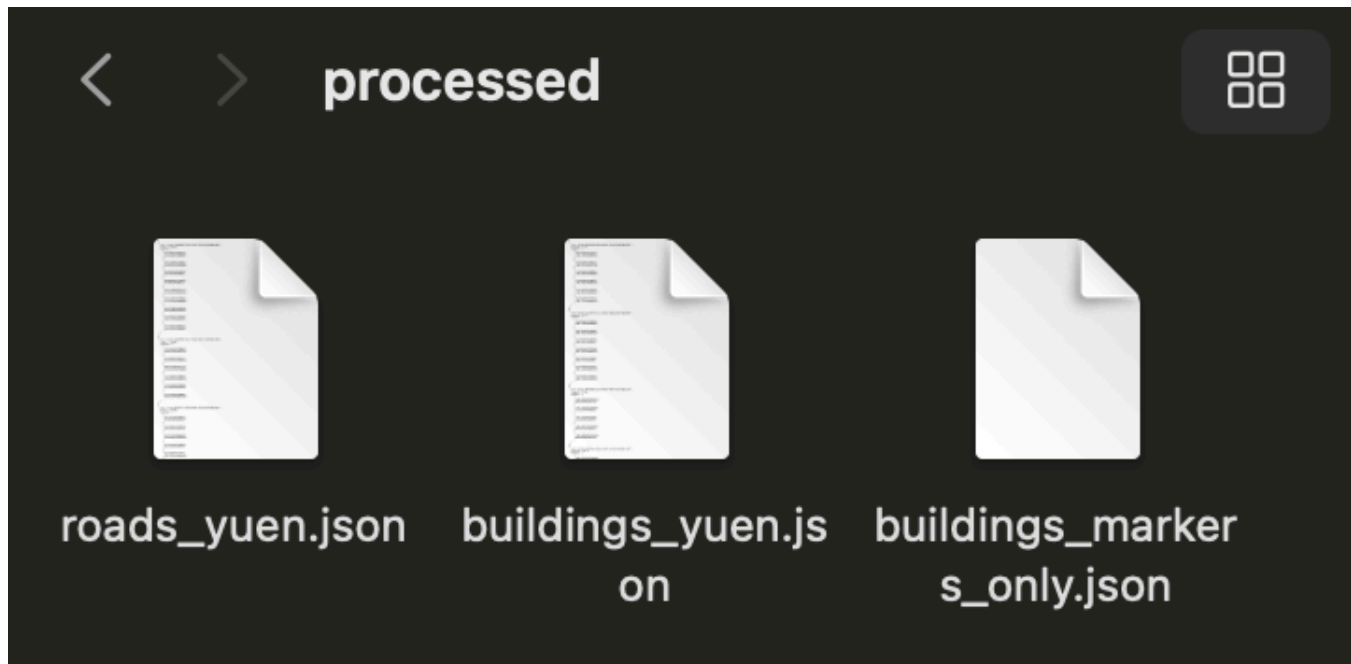 processed
roads_yuen.json
buildings_yuen.js
on
buildings_marker
s_only.json